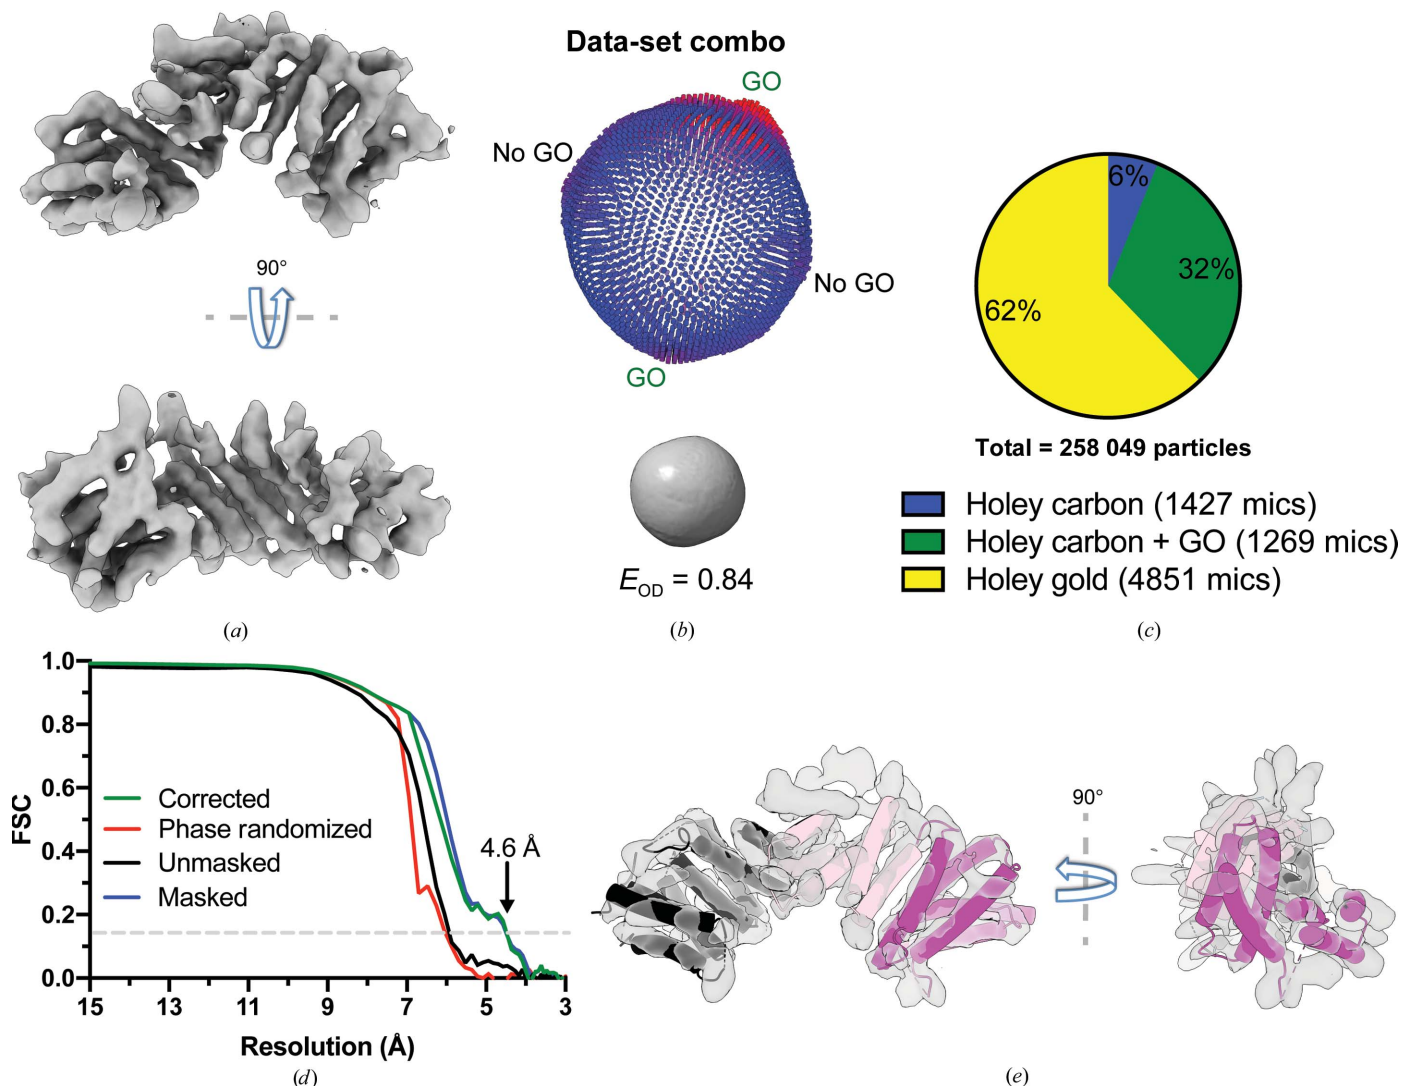 90°
(a)
Data-set combo
GO
No GO
No GO
GO
E_OD = 0.84
(b)
6%
32%
62%
Total = 258 049 particles
Holey carbon (1427 mics)
Holey carbon + GO (1269 mics)
Holey gold (4851 mics)
(c)
1.0
0.8
0.6
0.4
0.2
0.0
FSC
Corrected
Phase randomized
Unmasked
Masked
4.6 Å
15 13 11 9 7 5 3
Resolution (Å)
(d)
90°
(e)